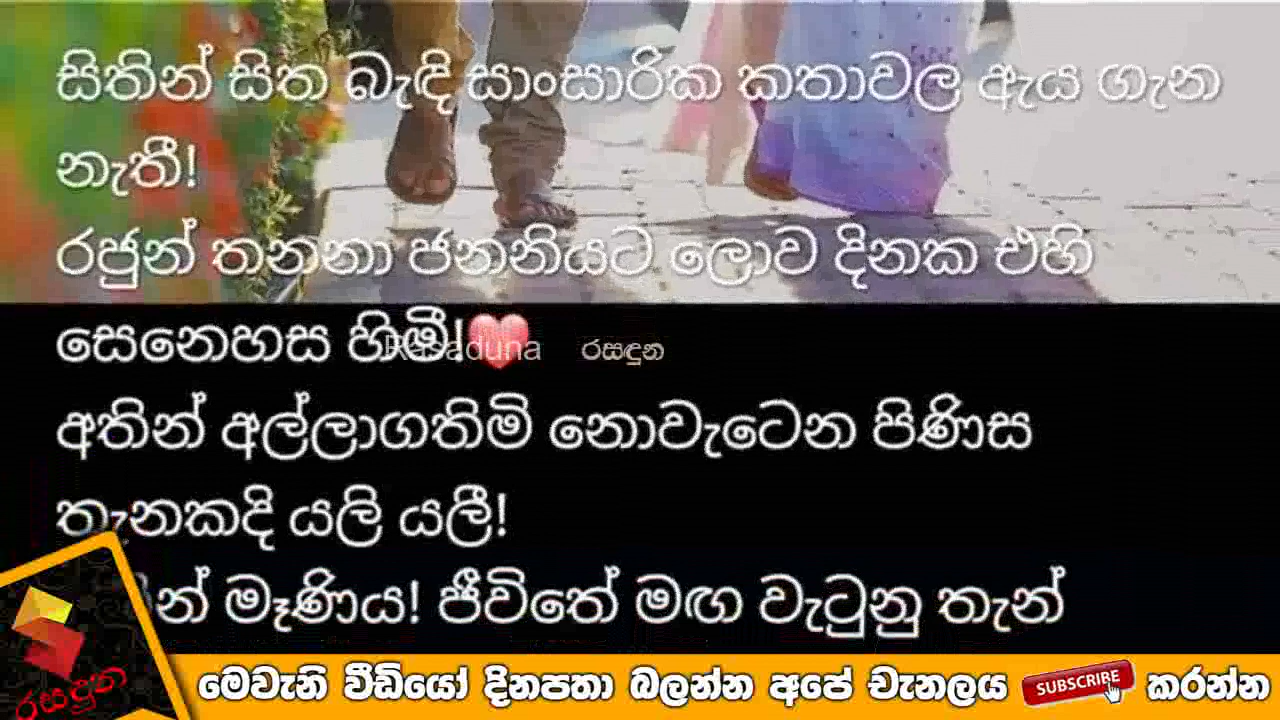 සිතින් සිත බැඳි සාංසාරික කතාවල ඇය ගැන
නැතී!
රජුන් තනනා ජනනියට ලොව දිනක එහි
සෙනෙහස හිමී!❤
Rasaduna රසඳුන
අතින් අල්ලාගතිමි නොවැටෙන පිණිස
තැනකදි යලි යලී!
මෑණිය! ජීවිතේ මඟ වැටුනු තැන්
රසඳුන
මෙවැනි වීඩියෝ දිනපතා බලන්න අපේ චැනලය SUBSCRIBE කරන්න